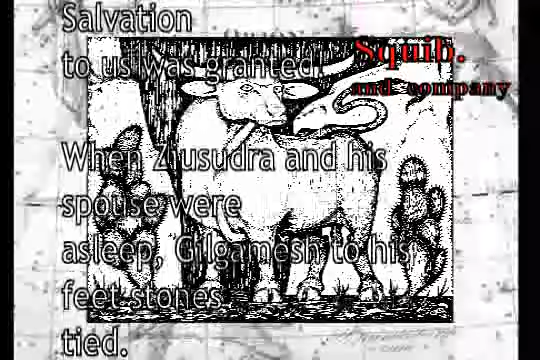 Salvation
to us was granted.
Squib.
and company
When Ziusudra and his
spouse were
asleep, Gilgamesh to his
feet stones
tied.